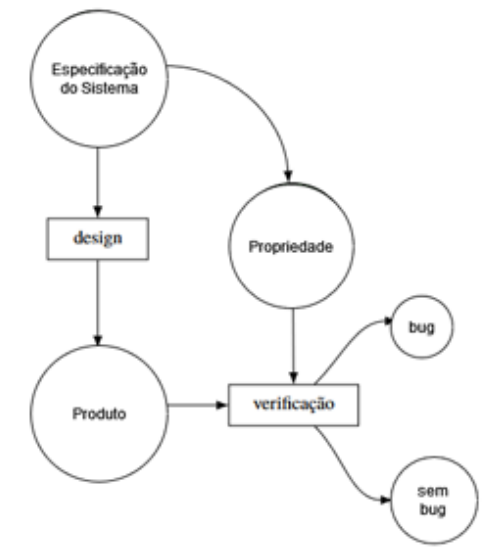 Especificação
do Sistema
design
Propriedade
bug
Produto
verificação
sem
bug